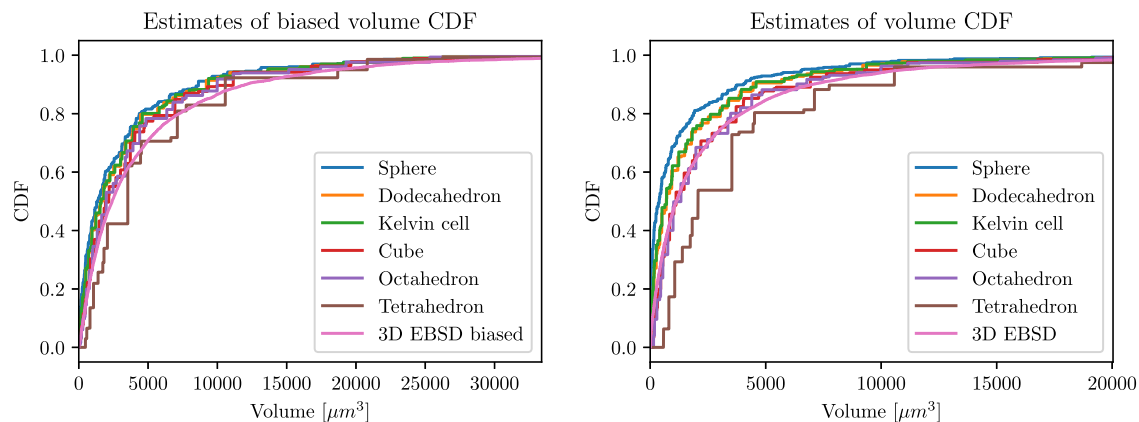 Estimates of biased volume CDF
1.0
0.8
0.6
0.4
0.2
0.0
CDF
Sphere
Dodecahedron
Kelvin cell
Cube
Octahedron
Tetrahedron
3D EBSD biased
0 5000 10000 15000 20000 25000 30000
Volume [μm³]
Estimates of volume CDF
1.0
0.8
0.6
0.4
0.2
0.0
CDF
Sphere
Dodecahedron
Kelvin cell
Cube
Octahedron
Tetrahedron
3D EBSD
0 5000 10000 15000 20000
Volume [μm³]